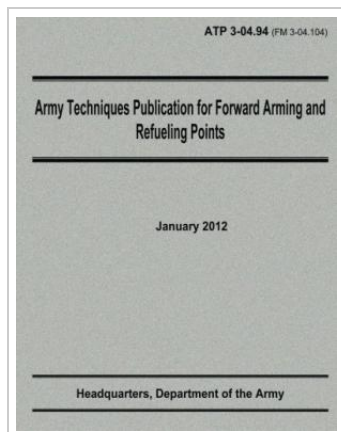 ATP 3-04.94 (FM 3-04.104)
Army Techniques Publication for Forward Arming and
Refueling Points
January 2012
Headquarters, Department of the Army